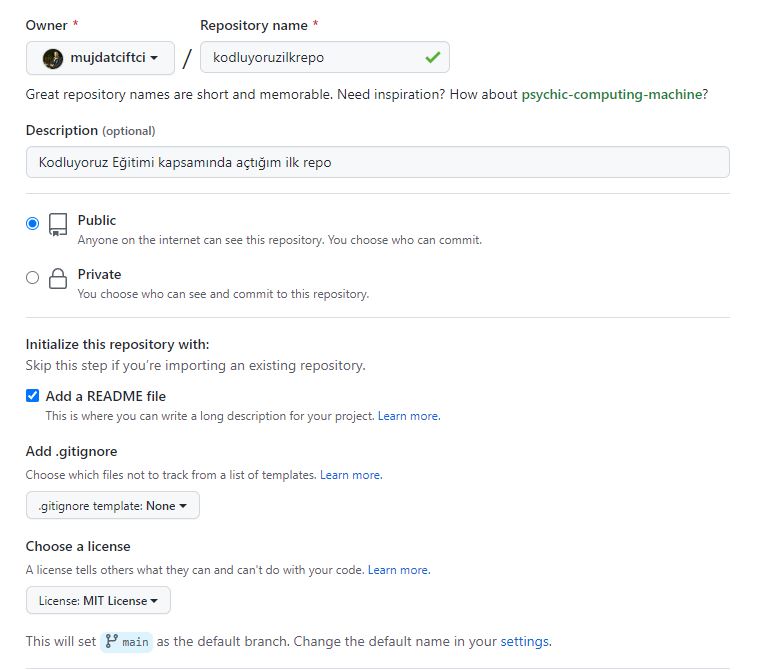 Owner * Repository name *
mujdatciftci / kodluyoruzilkrepo
Great repository names are short and memorable. Need inspiration? How about psychic-computing-machine?
Description (optional)
Kodluyoruz Eğitimi kapsamında açtığım ilk repo
Public
Anyone on the internet can see this repository. You choose who can commit.
Private
You choose who can see and commit to this repository.
Initialize this repository with:
Skip this step if you're importing an existing repository.
Add a README file
This is where you can write a long description for your project. Learn more.
Add .gitignore
Choose which files not to track from a list of templates. Learn more.
.gitignore template: None
Choose a license
A license tells others what they can and can't do with your code. Learn more.
License: MIT License
This will set main as the default branch. Change the default name in your settings.